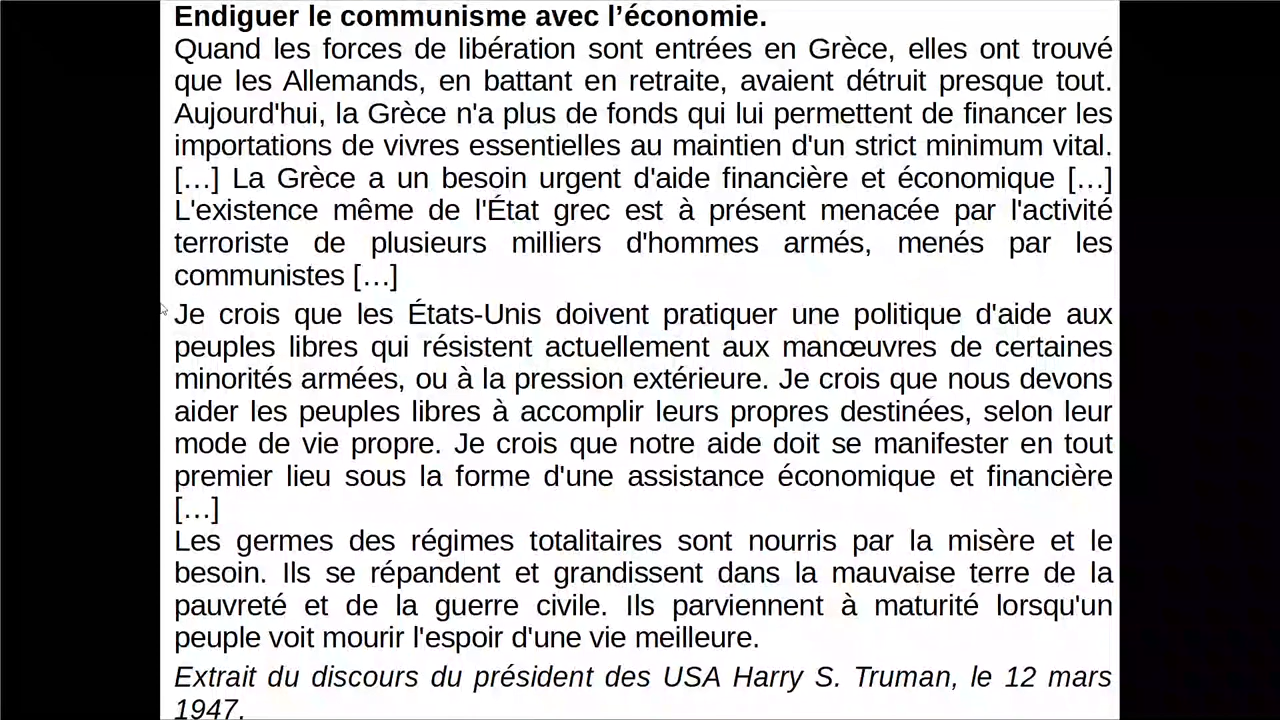 Endiguer le communisme avec l’économie.
Quand les forces de libération sont entrées en Grèce, elles ont trouvé
que les Allemands, en battant en retraite, avaient détruit presque tout.
Aujourd'hui, la Grèce n'a plus de fonds qui lui permettent de financer les
importations de vivres essentielles au maintien d'un strict minimum vital.
[…] La Grèce a un besoin urgent d'aide financière et économique […]
L'existence même de l'État grec est à présent menacée par l'activité
terroriste de plusieurs milliers d'hommes armés, menés par les
communistes […]
Je crois que les États-Unis doivent pratiquer une politique d'aide aux
peuples libres qui résistent actuellement aux manœuvres de certaines
minorités armées, ou à la pression extérieure. Je crois que nous devons
aider les peuples libres à accomplir leurs propres destinées, selon leur
mode de vie propre. Je crois que notre aide doit se manifester en tout
premier lieu sous la forme d'une assistance économique et financière
[…]
Les germes des régimes totalitaires sont nourris par la misère et le
besoin. Ils se répandent et grandissent dans la mauvaise terre de la
pauvreté et de la guerre civile. Ils parviennent à maturité lorsqu'un
peuple voit mourir l'espoir d'une vie meilleure.
Extrait du discours du président des USA Harry S. Truman, le 12 mars
1947.